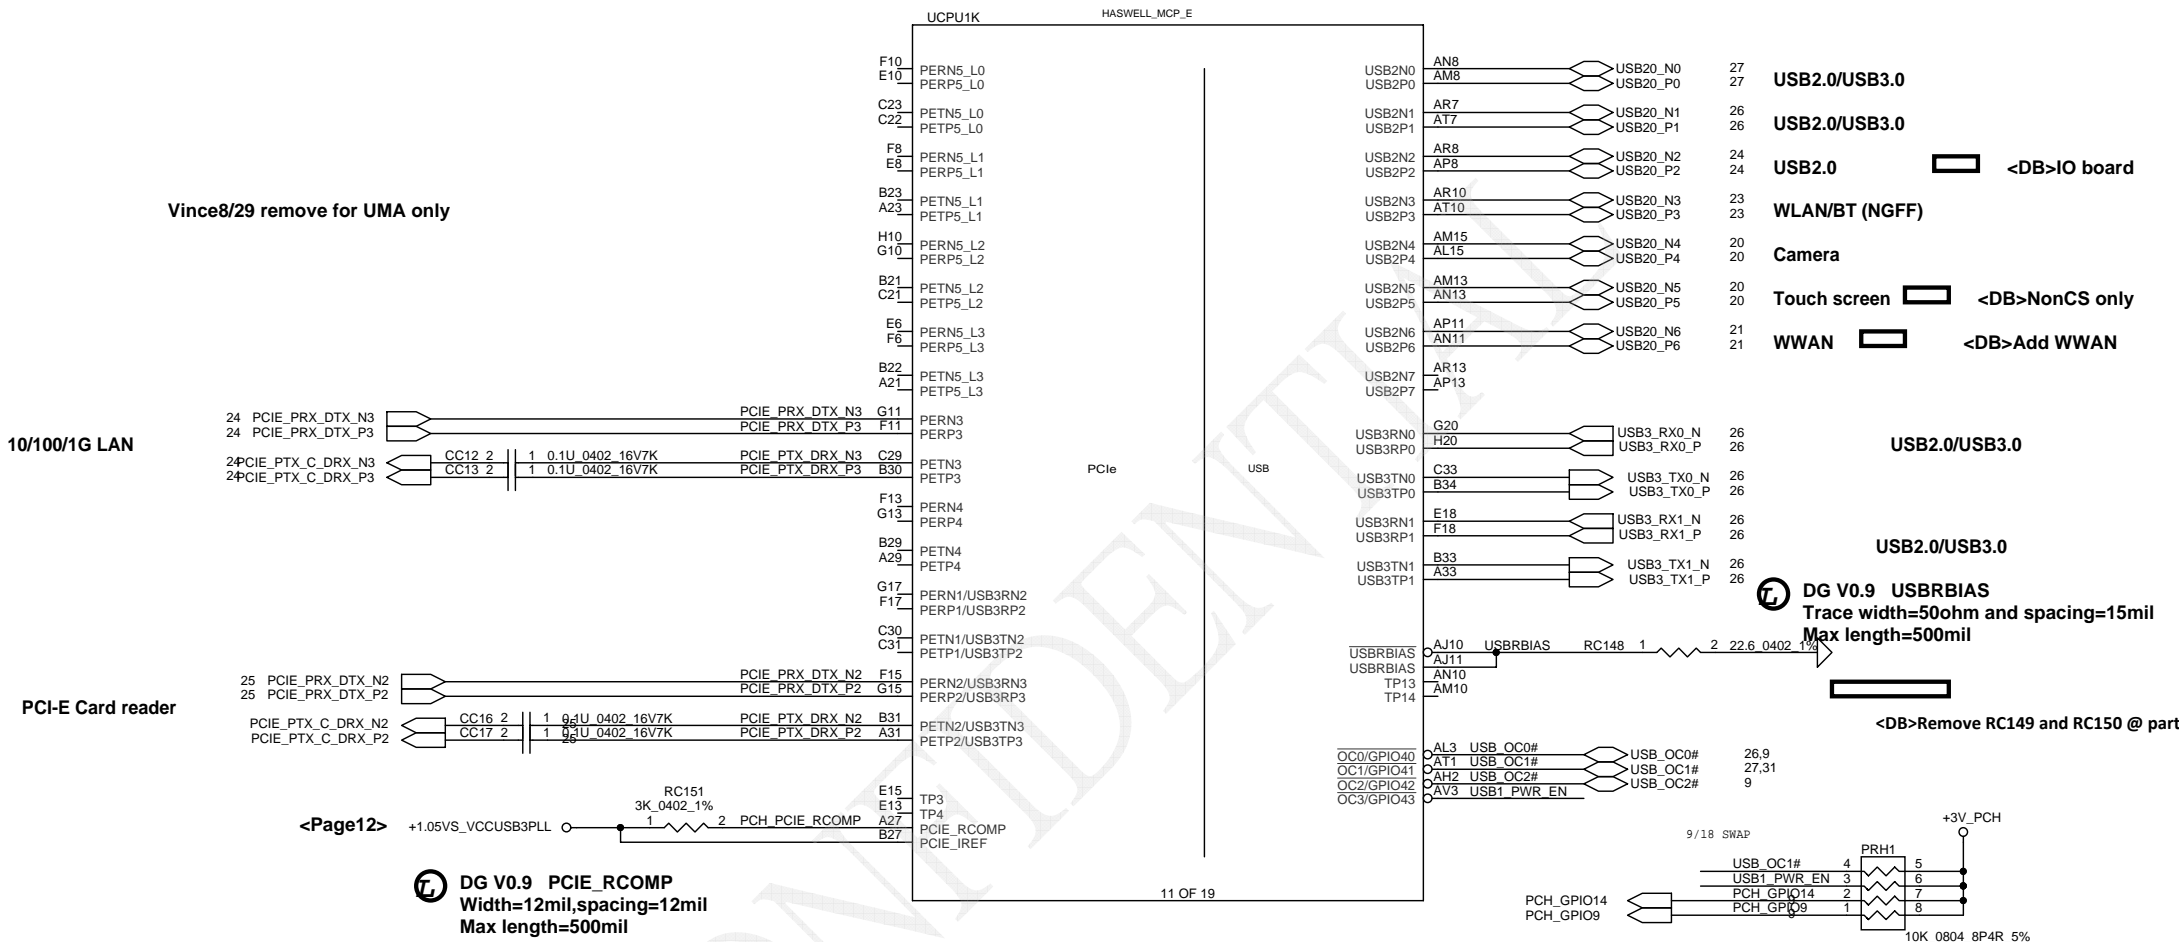 UCPU1K
HASWELL_MCP_E
F10 PERN5_L0
E10 PERP5_L0
C23 PETN5_L0
C22 PETP5_L0
F8 PERN5_L1
E8 PERP5_L1
B23 PETN5_L1
A23 PETP5_L1
Vince8/29 remove for UMA only
H10 PERN5_L2
G10 PERP5_L2
B21 PETN5_L2
C21 PETP5_L2
E6 PERN5_L3
F6 PERP5_L3
B22 PETN5_L3
A21 PETP5_L3
10/100/1G LAN
24 PCIE_PRX_DTX_N3 PCIE_PRX_DTX_N3 G11 PERN3
24 PCIE_PRX_DTX_P3 PCIE_PRX_DTX_P3 F11 PERP3
24 PCIE_PTX_C_DRX_N3 CC12 2 1 0.1U_0402_16V7K PCIE_PTX_DRX_N3 C29 PETN3
24 PCIE_PTX_C_DRX_P3 CC13 2 1 0.1U_0402_16V7K PCIE_PTX_DRX_P3 B30 PETP3
F13 PERN4
G13 PERP4
B29 PETN4
A29 PETP4
G17 PERN1/USB3RN2
F17 PERP1/USB3RP2
C30 PETN1/USB3TN2
C31 PETP1/USB3TP2
PCI-E Card reader
25 PCIE_PRX_DTX_N2 PCIE_PRX_DTX_N2 F15 PERN2/USB3RN3
25 PCIE_PRX_DTX_P2 PCIE_PRX_DTX_P2 G15 PERP2/USB3RP3
PCIE_PTX_C_DRX_N2 CC16 2 1 0.1U_0402_16V7K 25 PCIE_PTX_DRX_N2 B31 PETN2/USB3TN3
PCIE_PTX_C_DRX_P2 CC17 2 1 0.1U_0402_16V7K 25 PCIE_PTX_DRX_P2 A31 PETP2/USB3TP3
E15 TP3
E13 TP4
RC151
3K_0402_1%
<Page12> +1.05VS_VCCUSB3PLL 1 2 PCH_PCIE_RCOMP A27 PCIE_RCOMP
B27 PCIE_IREF
DG V0.9 PCIE_RCOMP
Width=12mil,spacing=12mil
Max length=500mil
PCIe
USB
11 OF 19
USB2N0 AN8 USB20_N0 27
USB2P0 AM8 USB20_P0 27
USB2.0/USB3.0
USB2N1 AR7 USB20_N1 26
USB2P1 AT7 USB20_P1 26
USB2.0/USB3.0
USB2N2 AR8 USB20_N2 24
USB2P2 AP8 USB20_P2 24
USB2.0 <DB>IO board
USB2N3 AR10 USB20_N3 23
USB2P3 AT10 USB20_P3 23
WLAN/BT (NGFF)
USB2N4 AM15 USB20_N4 20
USB2P4 AL15 USB20_P4 20
Camera
USB2N5 AM13 USB20_N5 20
USB2P5 AN13 USB20_P5 20
Touch screen <DB>NonCS only
USB2N6 AP11 USB20_N6 21
USB2P6 AN11 USB20_P6 21
WWAN <DB>Add WWAN
USB2N7 AR13
USB2P7 AP13
USB3RN0 G20 USB3_RX0_N 26
USB3RP0 H20 USB3_RX0_P 26
USB2.0/USB3.0
USB3TN0 C33 USB3_TX0_N 26
USB3TP0 B34 USB3_TX0_P 26
USB3RN1 E18 USB3_RX1_N 26
USB3RP1 F18 USB3_RX1_P 26
USB2.0/USB3.0
USB3TN1 B33 USB3_TX1_N 26
USB3TP1 A33 USB3_TX1_P 26
DG V0.9 USBRBIAS
Trace width=50ohm and spacing=15mil
Max length=500mil
USBRBIAS AJ10 USBRBIAS RC148 1 2 22.6_0402_1%
USBRBIAS AJ11
TP13 AN10
TP14 AM10
<DB>Remove RC149 and RC150 @ part
OC0/GPIO40 AL3 USB_OC0# USB_OC0# 26,9
OC1/GPIO41 AT1 USB_OC1# USB_OC1# 27,31
OC2/GPIO42 AH2 USB_OC2# USB_OC2# 9
OC3/GPIO43 AV3 USB1_PWR_EN
+3V_PCH
9/18 SWAP
PRH1
USB_OC1# 4 5
USB1_PWR_EN 3 6
PCH_GPIO14 PCH_GPIO14 2 7
PCH_GPIO9 PCH_GPIO9 1 8
10K_0804_8P4R_5%
CONFIDENTIAL